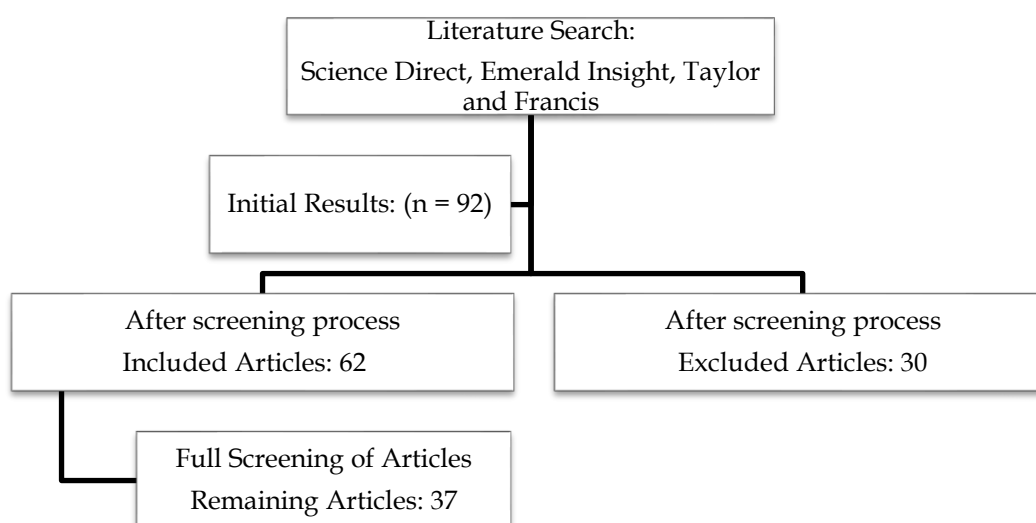 Literature Search:
Science Direct, Emerald Insight, Taylor
and Francis
Initial Results: (n = 92)
After screening process
Included Articles: 62
After screening process
Excluded Articles: 30
Full Screening of Articles
Remaining Articles: 37